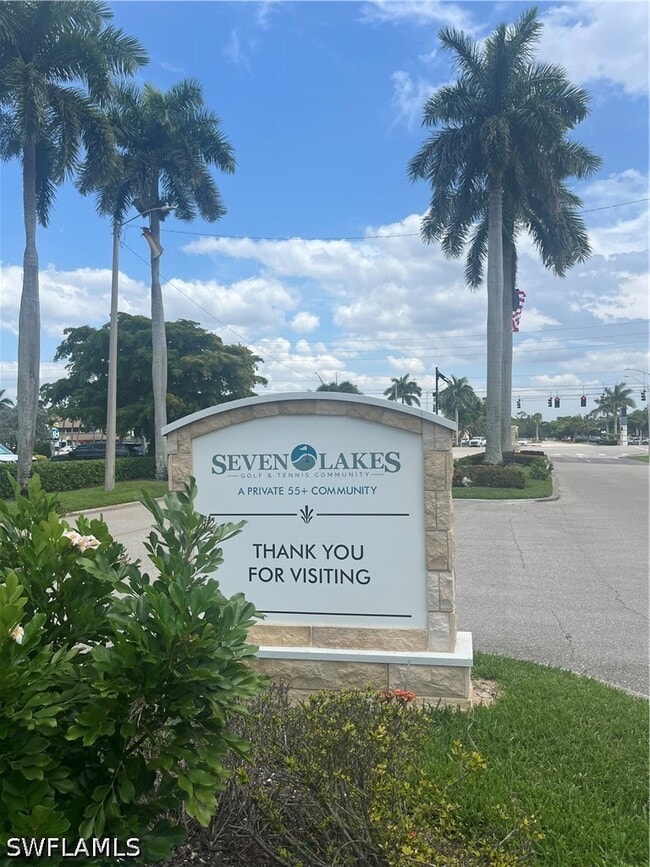 SEVEN LAKES
GOLF & TENNIS COMMUNITY
A PRIVATE 55+ COMMUNITY
THANK YOU
FOR VISITING
SWFLAMLS